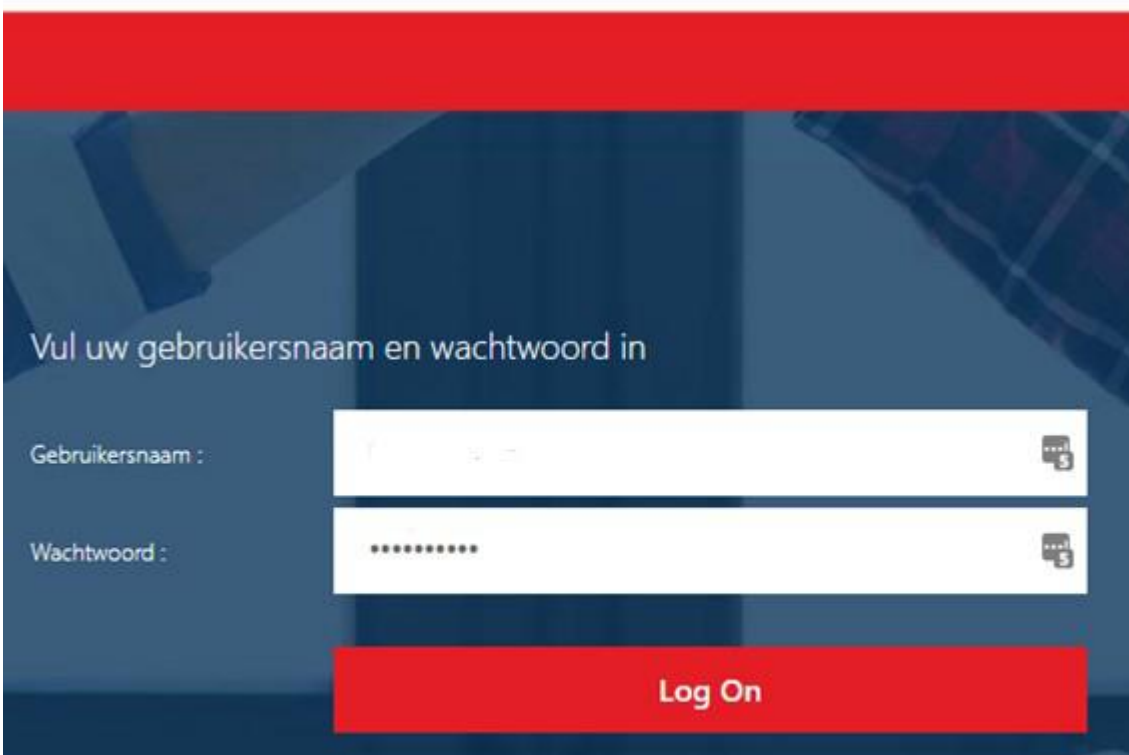 Vul uw gebruikersnaam en wachtwoord in
Gebruikersnaam :
Wachtwoord : ••••••••••
Log On